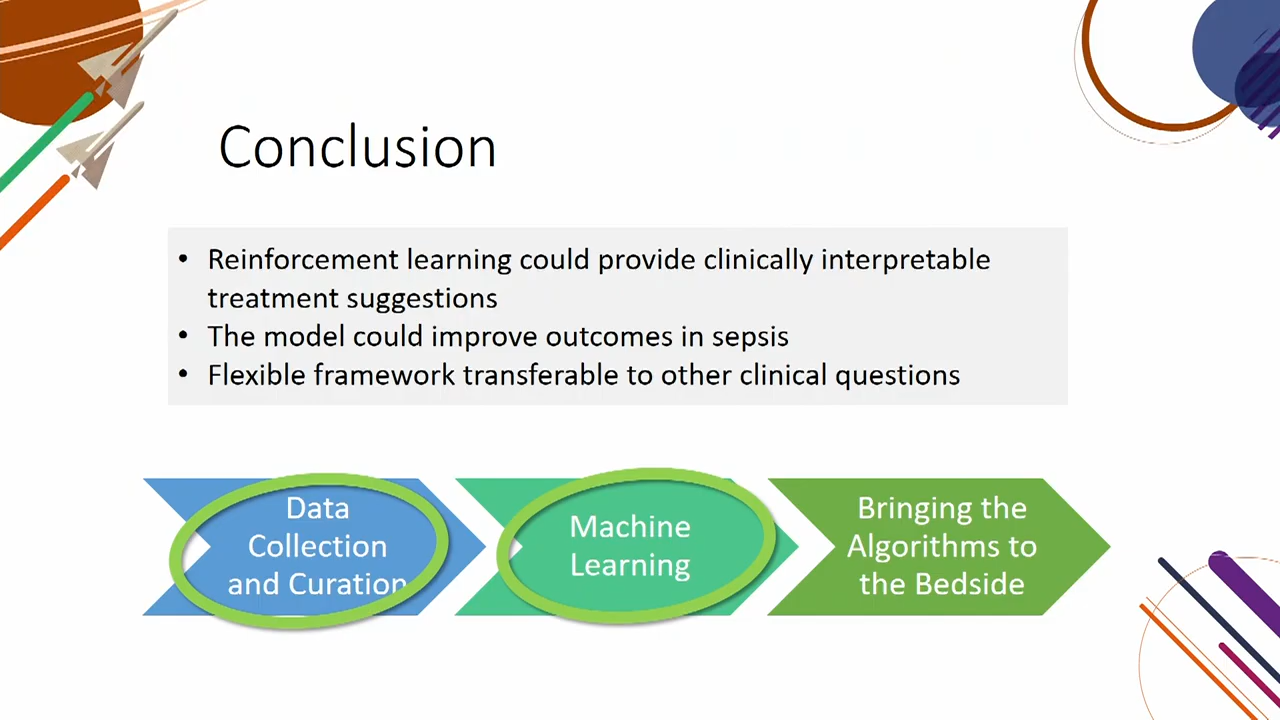 Conclusion
• Reinforcement learning could provide clinically interpretable
treatment suggestions
• The model could improve outcomes in sepsis
• Flexible framework transferable to other clinical questions
Data
Collection
and Curation
Machine
Learning
Bringing the
Algorithms to
the Bedside